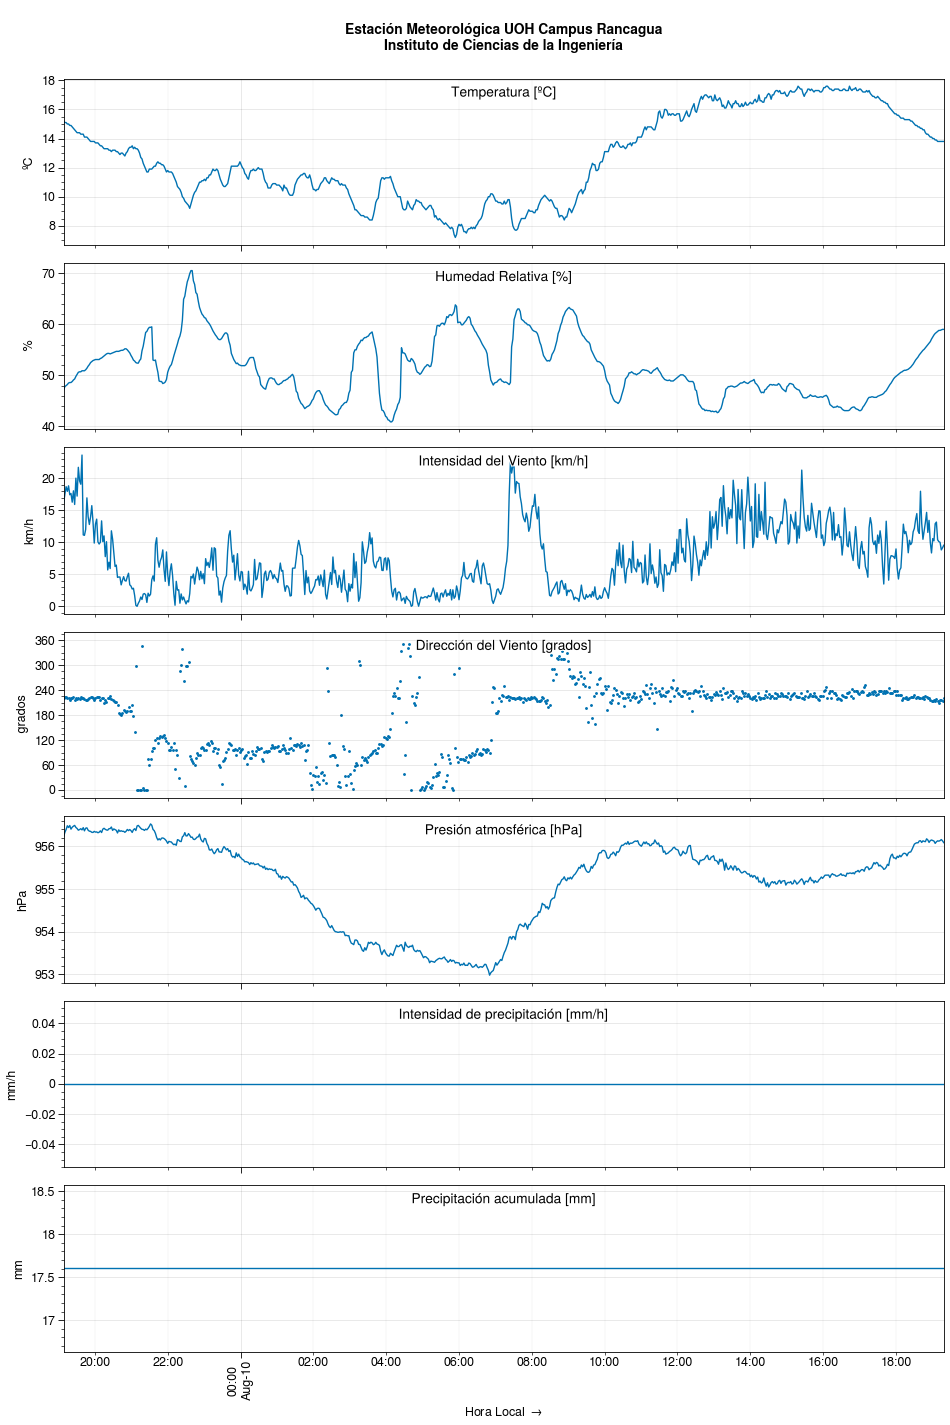 Estación Meteorológica UOH Campus Rancagua
Instituto de Ciencias de la Ingeniería
Temperatura [ºC]
18
16
14
12
10
8
ºC
Humedad Relativa [%]
70
60
50
40
%
Intensidad del Viento [km/h]
20
15
10
5
0
km/h
Dirección del Viento [grados]
360
300
240
180
120
60
0
grados
Presión atmosférica [hPa]
956
955
954
953
hPa
Intensidad de precipitación [mm/h]
0.04
0.02
0
−0.02
−0.04
mm/h
Precipitación acumulada [mm]
18.5
18
17.5
17
mm
20:00 22:00 00:00 02:00 04:00 06:00 08:00 10:00 12:00 14:00 16:00 18:00
Aug-10
Hora Local →